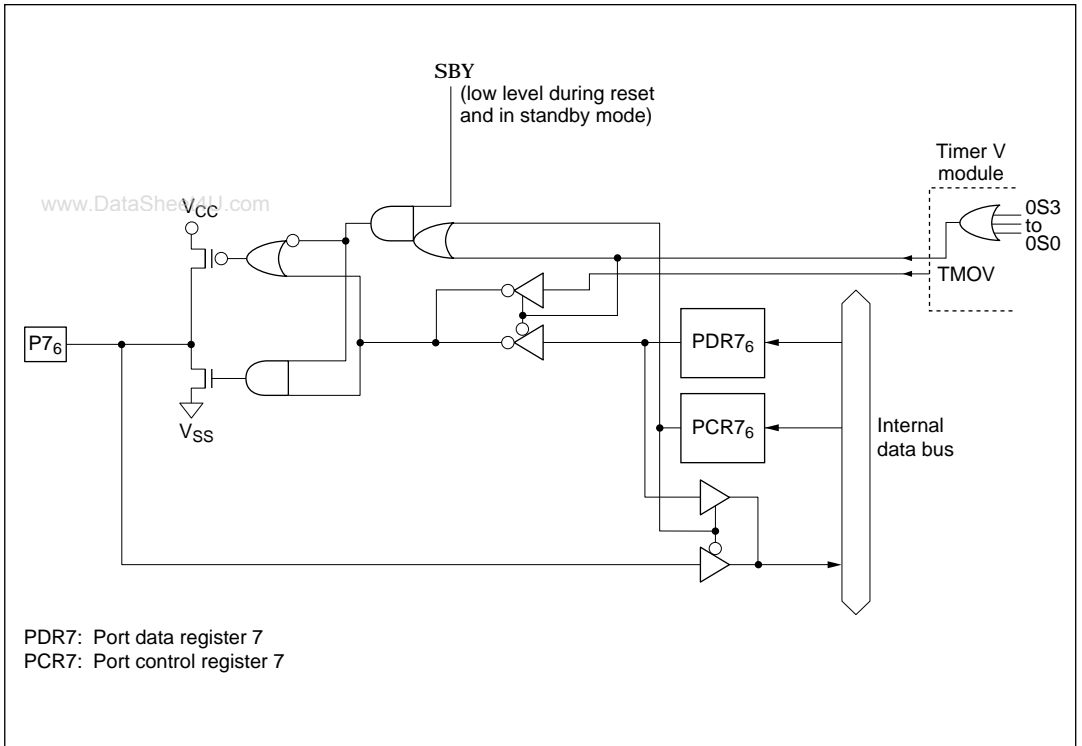 SBY
(low level during reset
and in standby mode)
Timer V
module
www.DataSheet4U.com
VCC
0S3
to
0S0
TMOV
P76
PDR76
PCR76
VSS
Internal
data bus
PDR7: Port data register 7
PCR7: Port control register 7